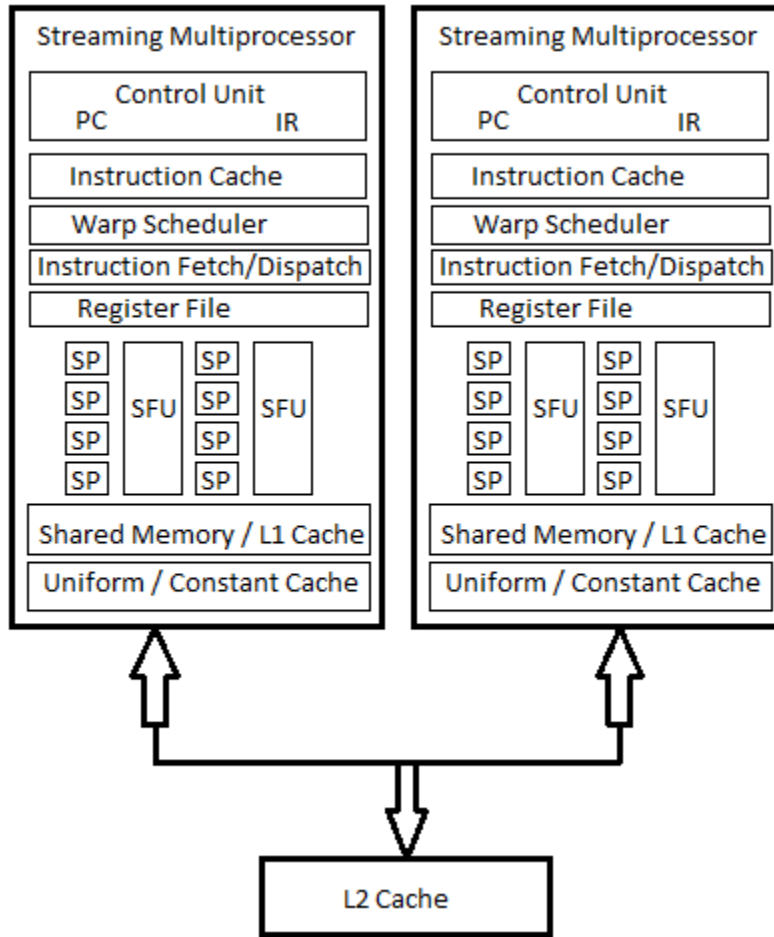 Streaming Multiprocessor
Control Unit
PC IR
Instruction Cache
Warp Scheduler
Instruction Fetch/Dispatch
Register File
SP SP
SFU SFU
SP SP
SP SP
SP SP
Shared Memory / L1 Cache
Uniform / Constant Cache
Streaming Multiprocessor
Control Unit
PC IR
Instruction Cache
Warp Scheduler
Instruction Fetch/Dispatch
Register File
SP SP
SFU SFU
SP SP
SP SP
SP SP
Shared Memory / L1 Cache
Uniform / Constant Cache
L2 Cache